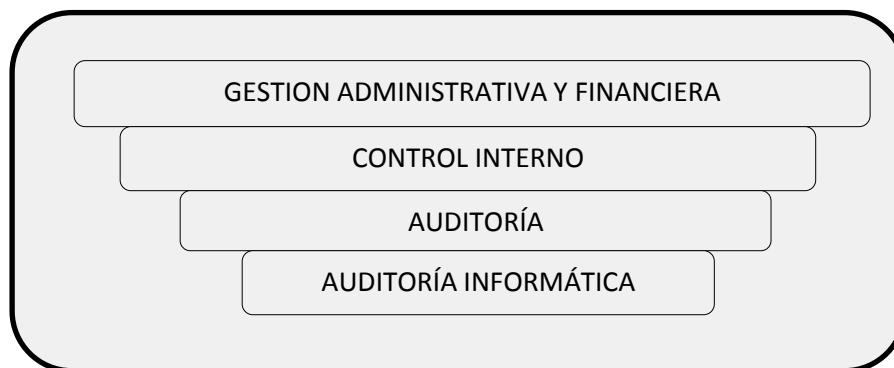 GESTION ADMINISTRATIVA Y FINANCIERA
CONTROL INTERNO
AUDITORÍA
AUDITORÍA INFORMÁTICA